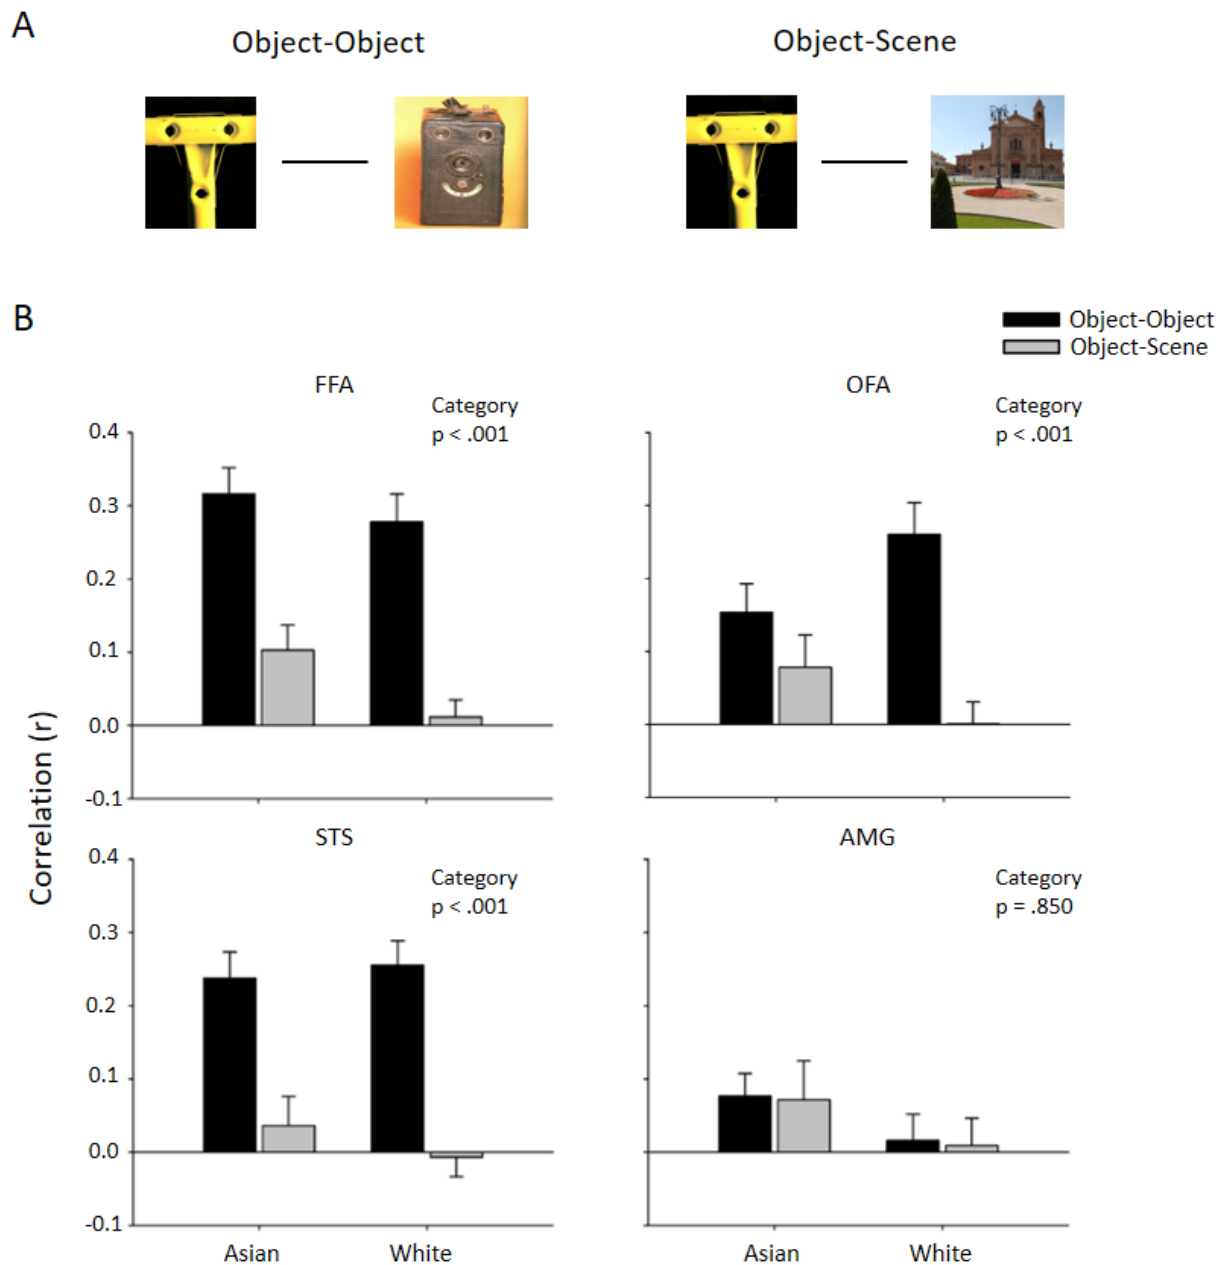 A
Object-Object
Object-Scene
B
Object-Object
Object-Scene
FFA
Category
p < .001
0.4
0.3
0.2
0.1
0.0
-0.1
OFA
Category
p < .001
Correlation (r)
STS
Category
p < .001
0.4
0.3
0.2
0.1
0.0
-0.1
Asian
White
AMG
Category
p = .850
Asian
White